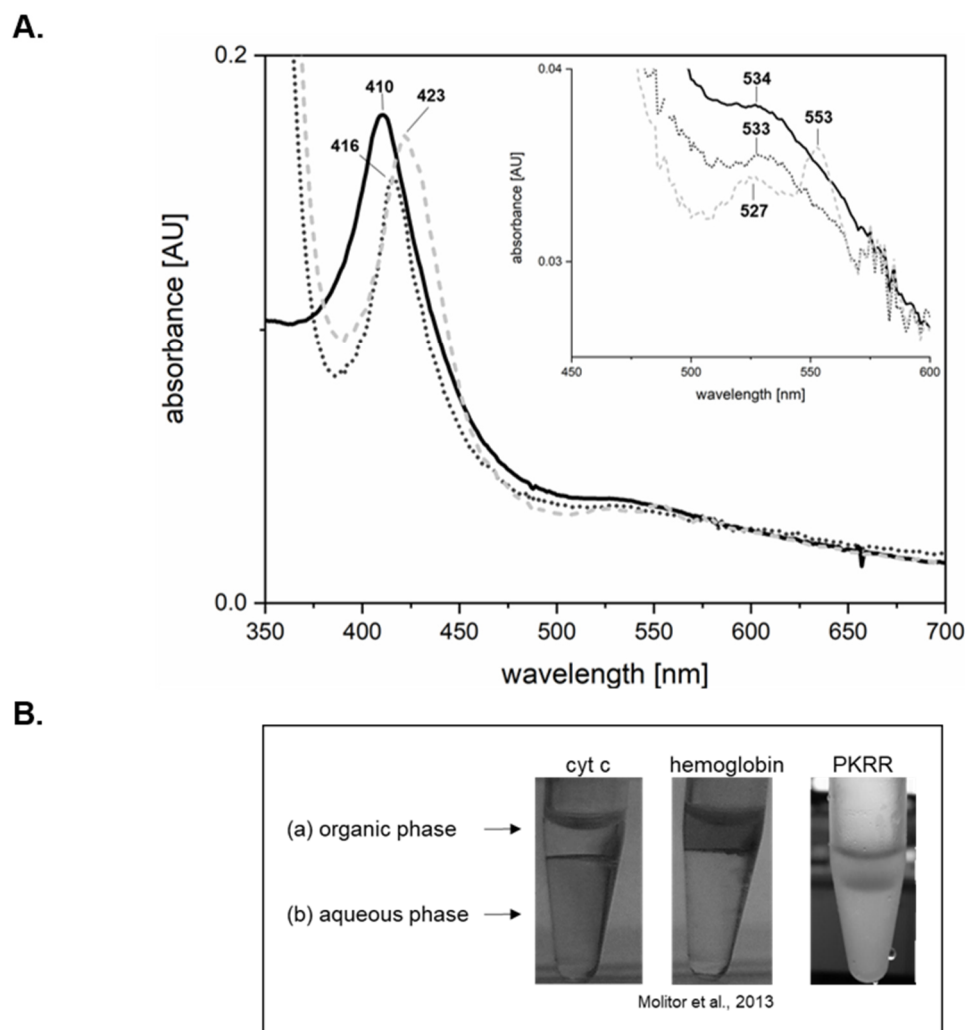 A.
0.2
410
423
416
absorbance [AU]
0.0
350 400 450 500 550 600 650 700
wavelength [nm]
0.04
534
533
553
527
absorbance [AU]
0.03
450 500 550 600
wavelength [nm]
B.
cyt c hemoglobin PKRR
(a) organic phase
(b) aqueous phase
Molitor et al., 2013